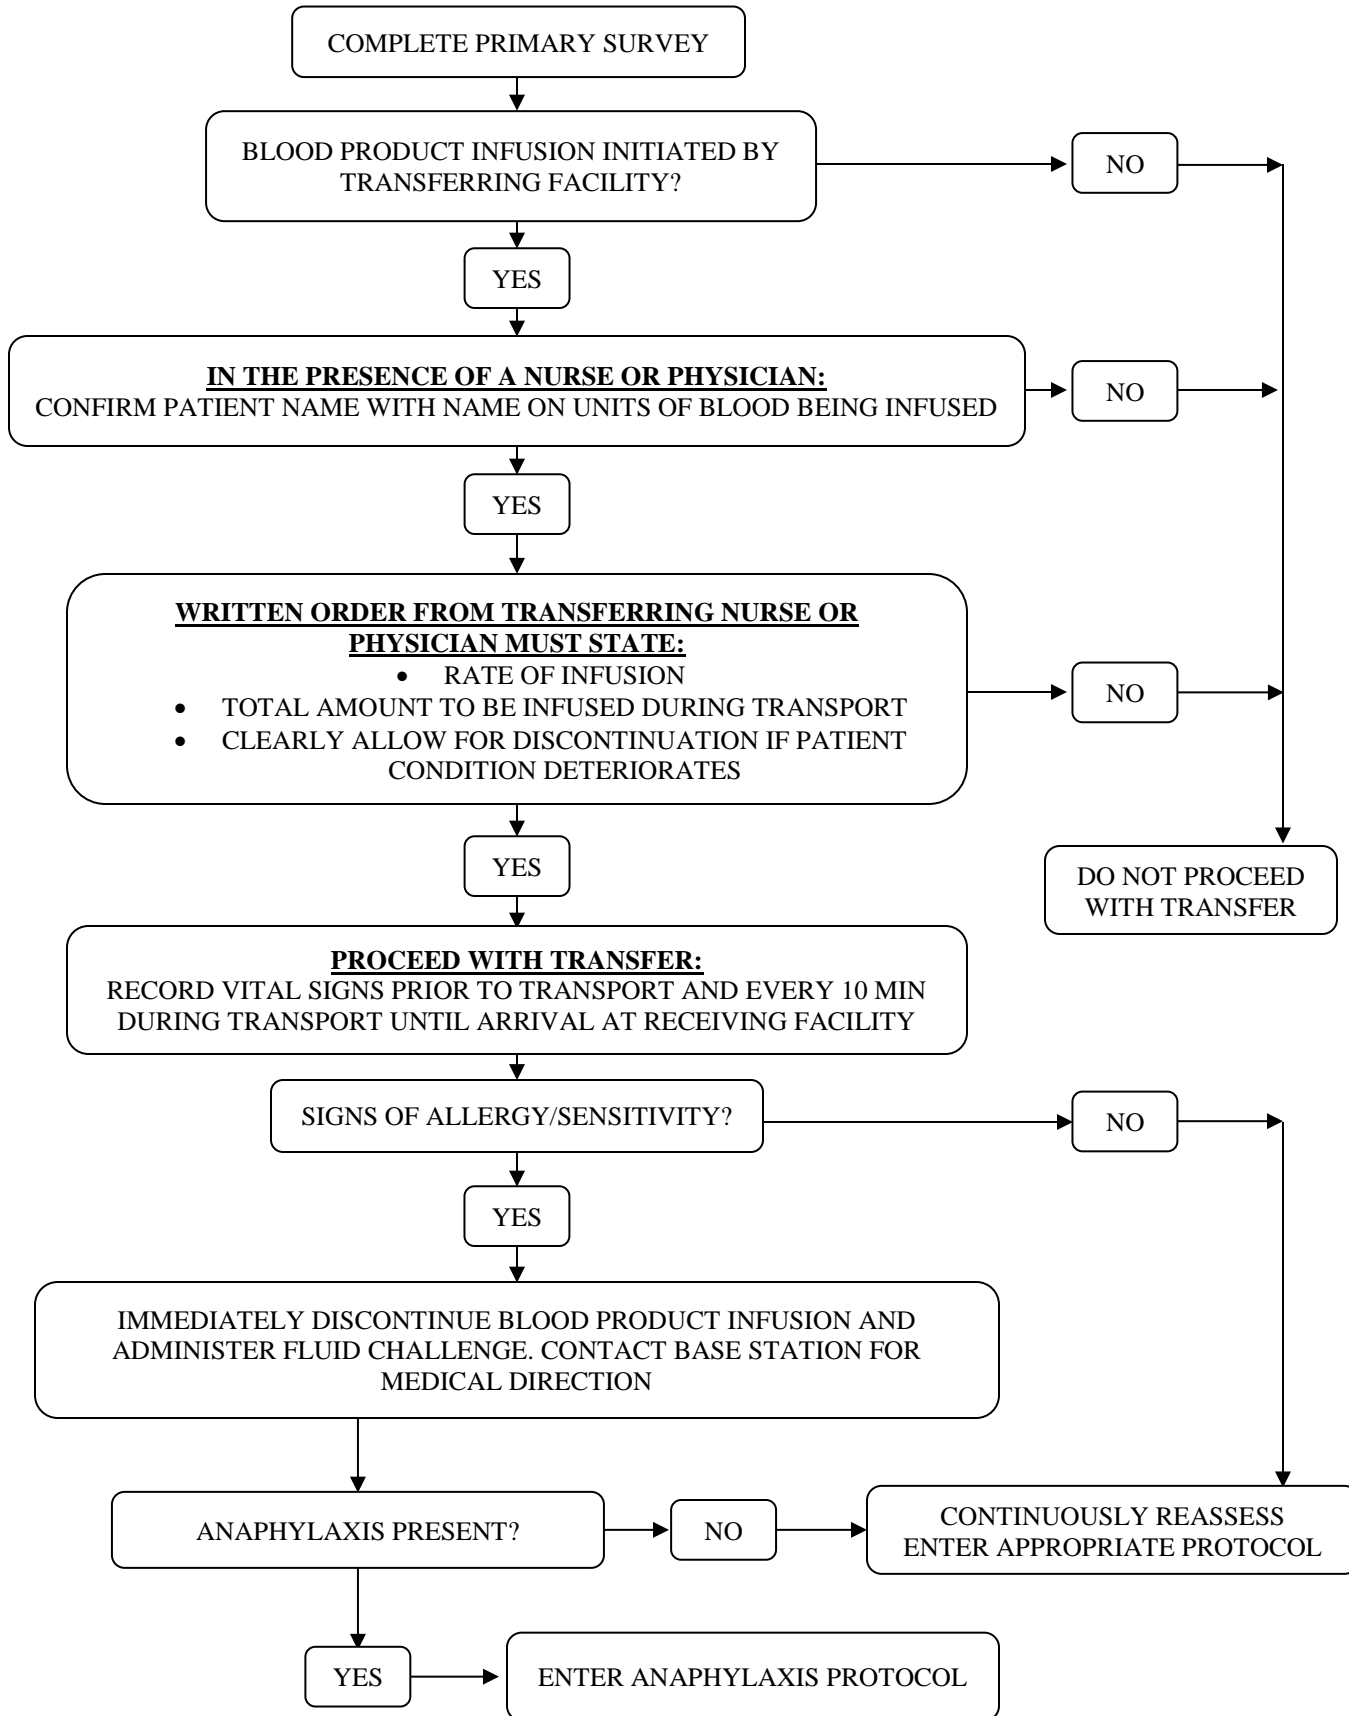 COMPLETE PRIMARY SURVEY
BLOOD PRODUCT INFUSION INITIATED BY
TRANSFERRING FACILITY?
NO
YES
IN THE PRESENCE OF A NURSE OR PHYSICIAN:
CONFIRM PATIENT NAME WITH NAME ON UNITS OF BLOOD BEING INFUSED
NO
YES
WRITTEN ORDER FROM TRANSFERRING NURSE OR
PHYSICIAN MUST STATE:
• RATE OF INFUSION
• TOTAL AMOUNT TO BE INFUSED DURING TRANSPORT
• CLEARLY ALLOW FOR DISCONTINUATION IF PATIENT
CONDITION DETERIORATES
NO
YES
DO NOT PROCEED
WITH TRANSFER
PROCEED WITH TRANSFER:
RECORD VITAL SIGNS PRIOR TO TRANSPORT AND EVERY 10 MIN
DURING TRANSPORT UNTIL ARRIVAL AT RECEIVING FACILITY
SIGNS OF ALLERGY/SENSITIVITY?
NO
YES
IMMEDIATELY DISCONTINUE BLOOD PRODUCT INFUSION AND
ADMINISTER FLUID CHALLENGE. CONTACT BASE STATION FOR
MEDICAL DIRECTION
ANAPHYLAXIS PRESENT?
NO
CONTINUOUSLY REASSESS
ENTER APPROPRIATE PROTOCOL
YES
ENTER ANAPHYLAXIS PROTOCOL